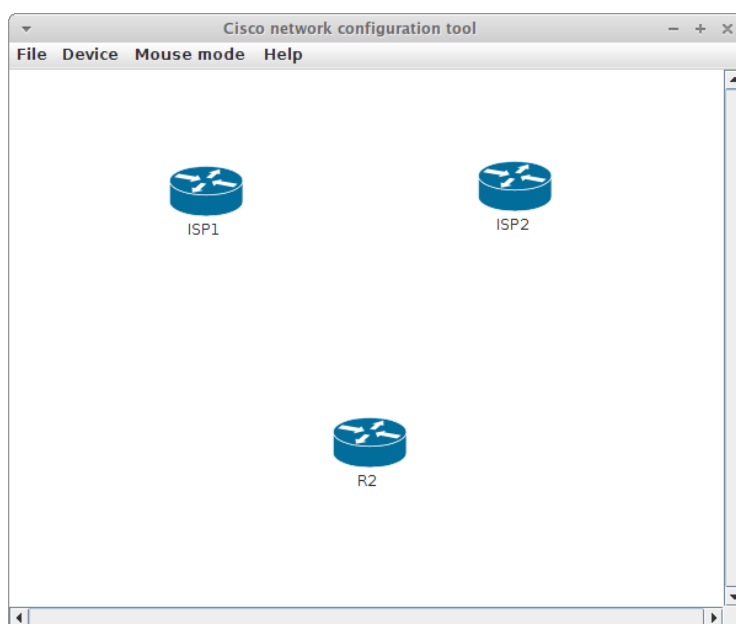 Cisco network configuration tool
File Device Mouse mode Help
ISP1
ISP2
R2